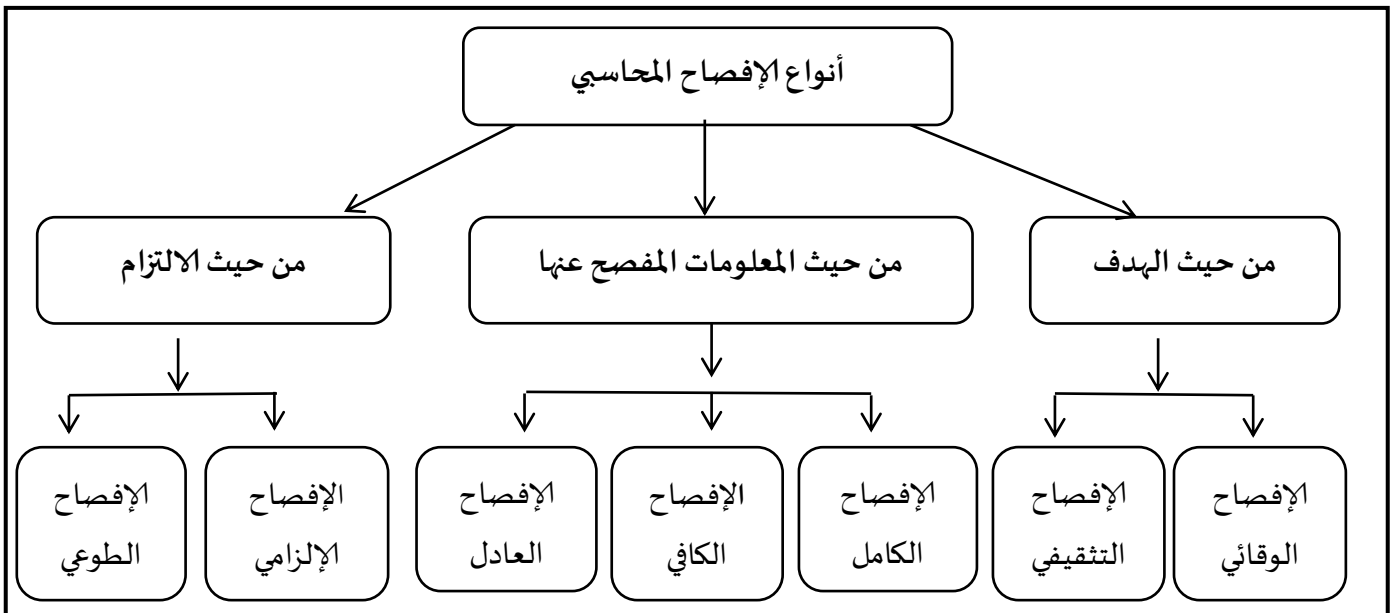 أنواع الإفصاح المحاسبي
من حيث الهدف
من حيث المعلومات المفصح عنها
من حيث الالتزام
الإفصاح
الوقائي
الإفصاح
التثقيفي
الإفصاح
الكامل
الإفصاح
الكافي
الإفصاح
العادل
الإفصاح
الإلزامي
الإفصاح
الطوعي